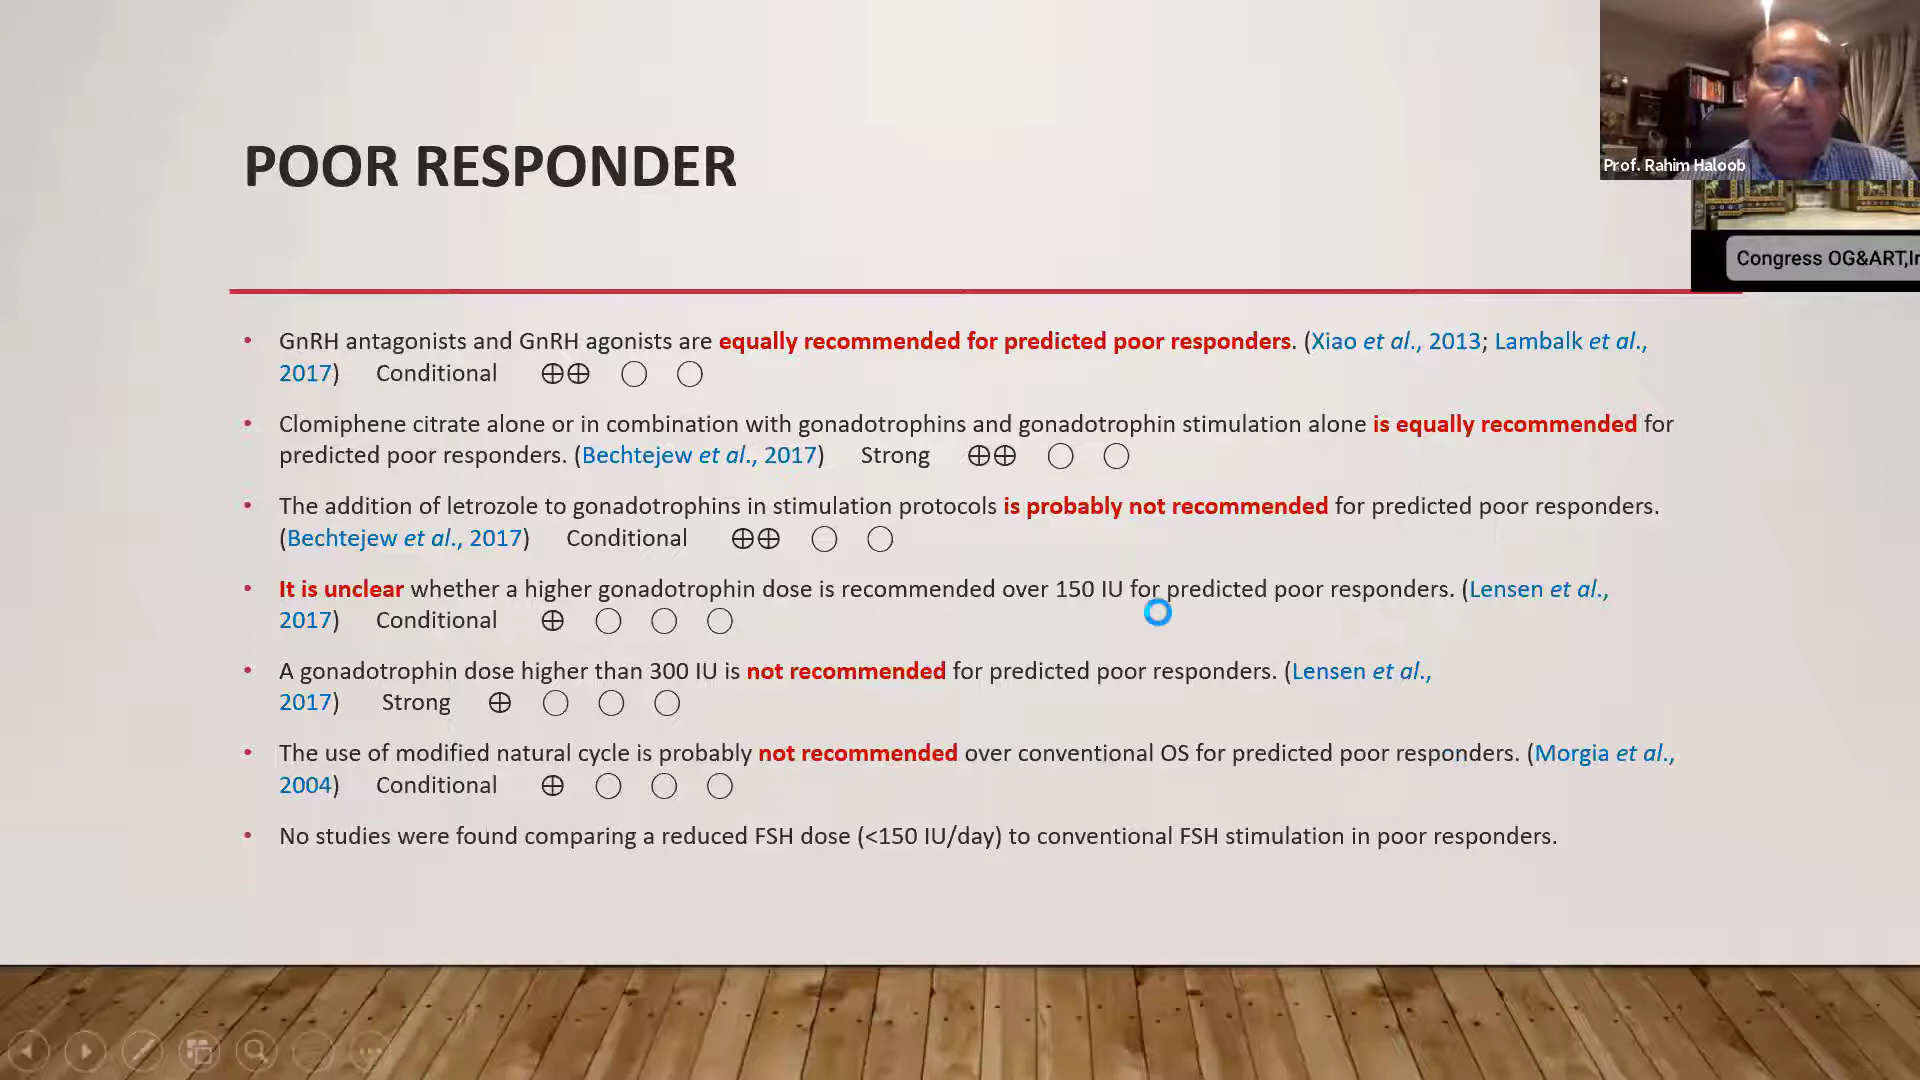 POOR RESPONDER
Prof. Rahim Haloob
Congress OG&ART,Ir
• GnRH antagonists and GnRH agonists are equally recommended for predicted poor responders. (Xiao et al., 2013; Lambalk et al.,
2017) Conditional ⊕⊕ ◯ ◯
• Clomiphene citrate alone or in combination with gonadotrophins and gonadotrophin stimulation alone is equally recommended for
predicted poor responders. (Bechtejew et al., 2017) Strong ⊕⊕ ◯ ◯
• The addition of letrozole to gonadotrophins in stimulation protocols is probably not recommended for predicted poor responders.
(Bechtejew et al., 2017) Conditional ⊕⊕ ◯ ◯
• It is unclear whether a higher gonadotrophin dose is recommended over 150 IU for predicted poor responders. (Lensen et al.,
2017) Conditional ⊕ ◯ ◯ ◯
• A gonadotrophin dose higher than 300 IU is not recommended for predicted poor responders. (Lensen et al.,
2017) Strong ⊕ ◯ ◯ ◯
• The use of modified natural cycle is probably not recommended over conventional OS for predicted poor responders. (Morgia et al.,
2004) Conditional ⊕ ◯ ◯ ◯
• No studies were found comparing a reduced FSH dose (<150 IU/day) to conventional FSH stimulation in poor responders.